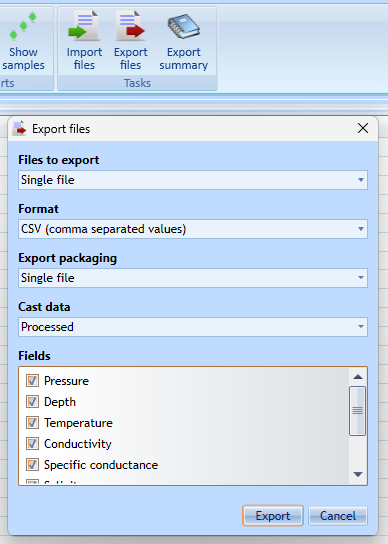 Show
samples
Import
files
Export
files
Export
summary
rts
Tasks
Export files
Files to export
Single file
Format
CSV (comma separated values)
Export packaging
Single file
Cast data
Processed
Fields
Pressure
Depth
Temperature
Conductivity
Specific conductance
Export
Cancel